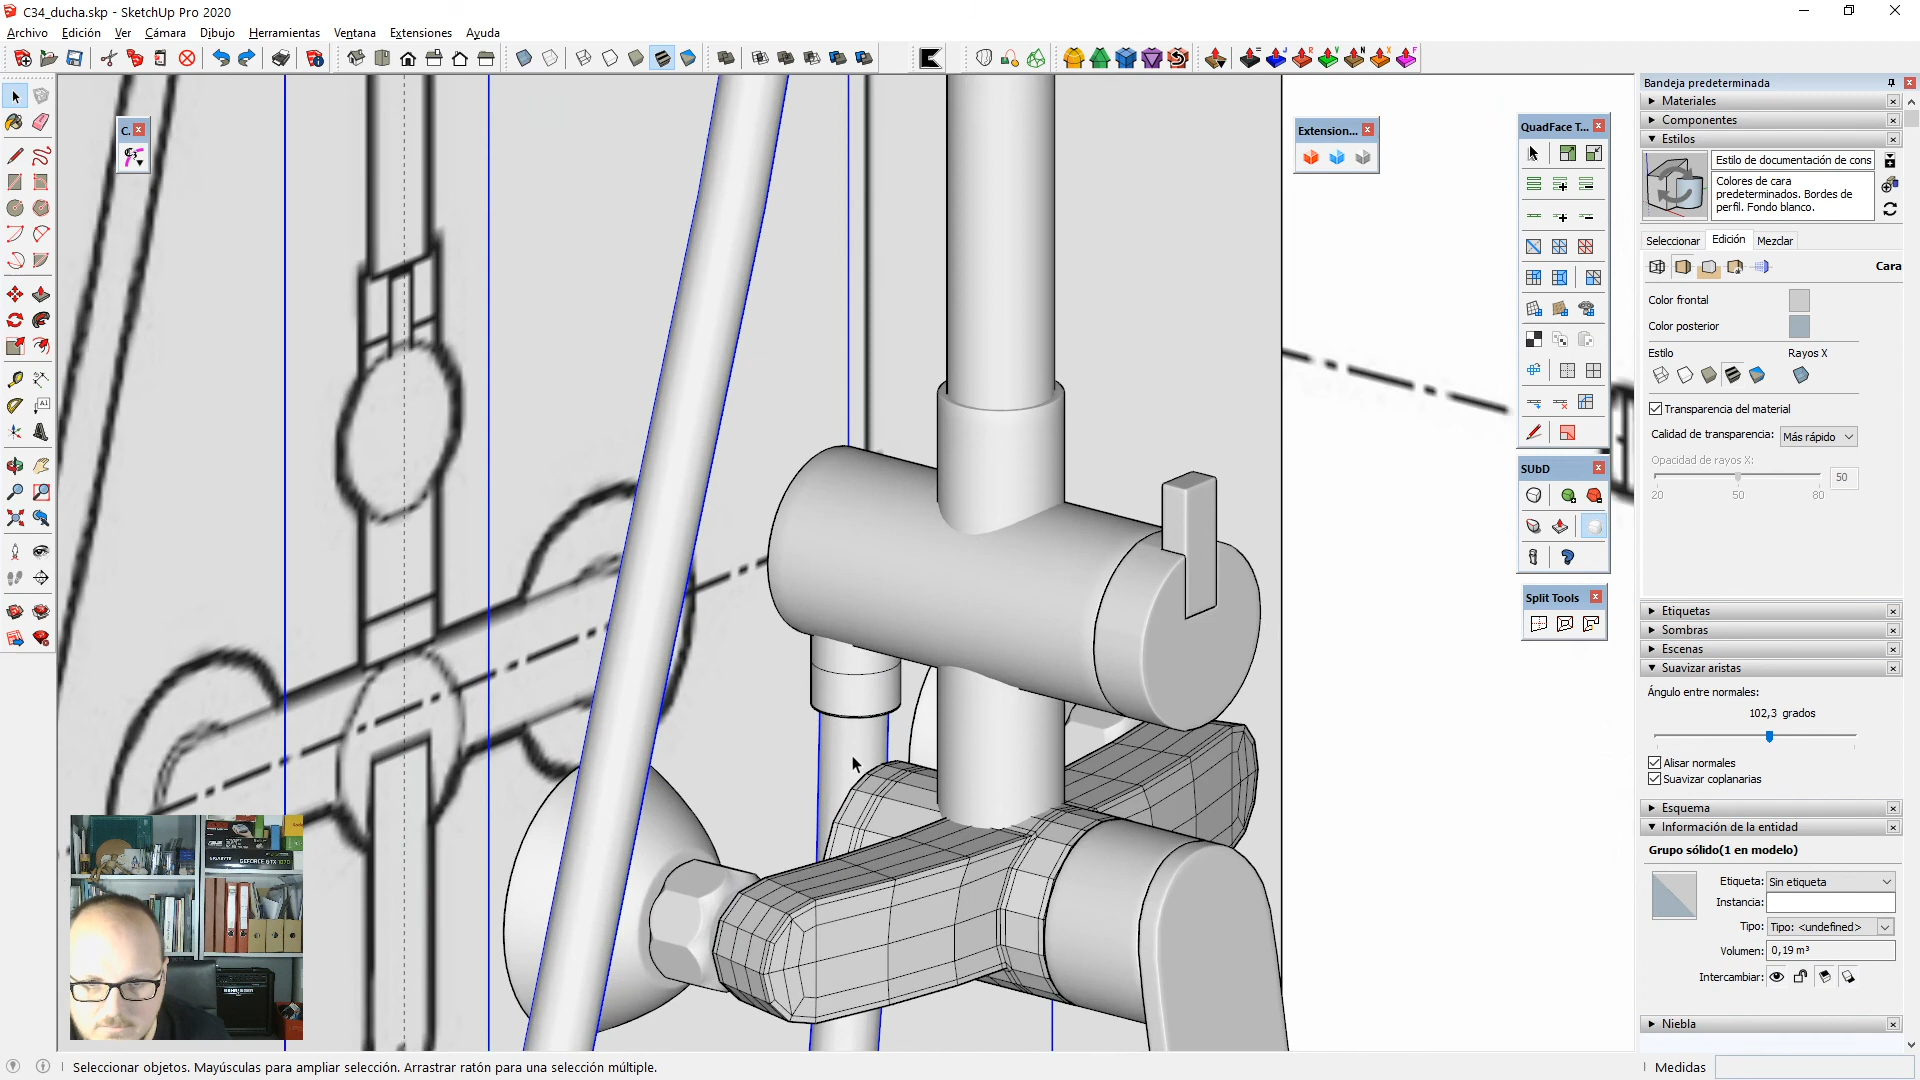 C34_ducha.skp - SketchUp Pro 2020
Archivo Edición Ver Cámara Dibujo Herramientas Ventana Extensiones Ayuda
C.
Extension...
QuadFace T...
SUbD
Split Tools
Bandeja predeterminada
Materiales
Componentes
Estilos
Estilo de documentación de cons
Colores de cara
predeterminados. Bordes de
perfil. Fondo blanco.
Seleccionar Edición Mezclar
Cara
Color frontal
Color posterior
Estilo Rayos X
Transparencia del material
Calidad de transparencia: Más rápido
Opacidad de rayos X:
50
20 50 80
Etiquetas
Sombras
Escenas
Suavizar aristas
Ángulo entre normales:
102,3 grados
Alisar normales
Suavizar coplanarias
Esquema
Información de la entidad
Grupo sólido(1 en modelo)
Etiqueta: Sin etiqueta
Instancia:
Tipo: Tipo: <undefined>
Volumen: 0,19 m³
Intercambiar:
Niebla
GIGABYTE
GEFORCE GTX 1070
Seleccionar objetos. Mayúsculas para ampliar selección. Arrastrar ratón para una selección múltiple.
Medidas